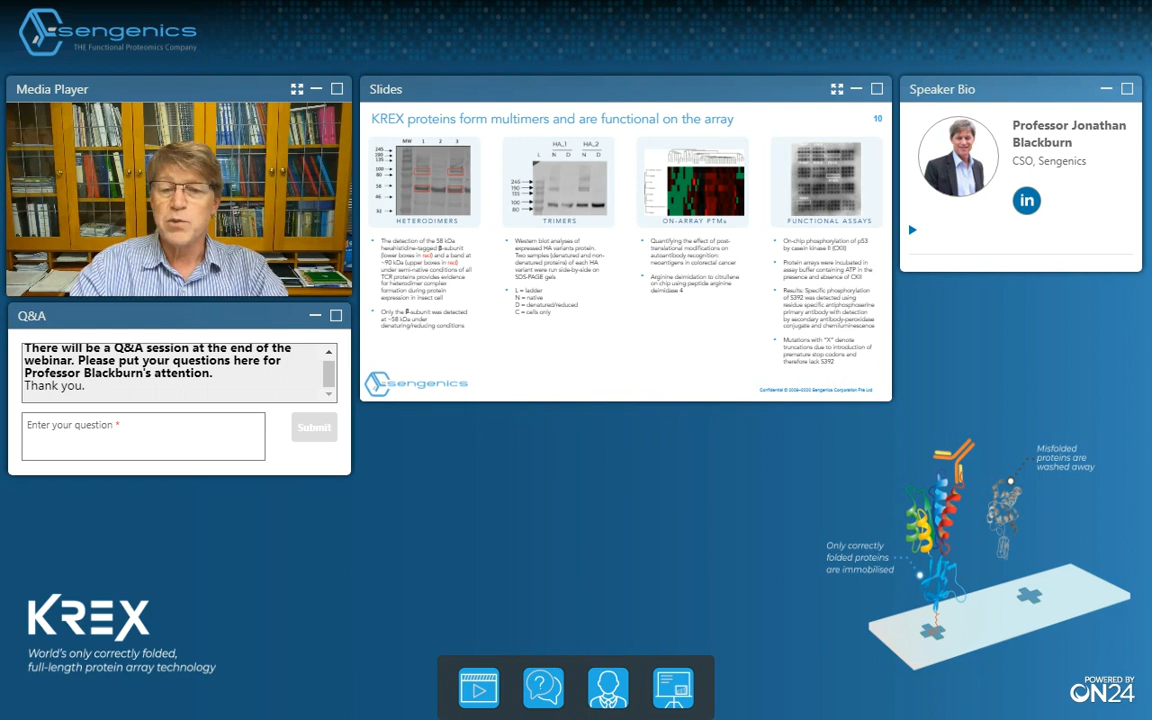 sengenics
THE Functional Proteomics Company
Media Player
Slides
Speaker Bio
KREX proteins form multimers and are functional on the array
10
MW 1 2 3
HA_1 HA_2
L N D N D
HETERODIMERS
TRIMERS
ON-ARRAY PTMs
FUNCTIONAL ASSAYS
• The detection of the 58 kDa
hexahistidine-tagged β-subunit
(lower boxes in red) and a band at
~90 kDa (upper boxes in red)
under semi-native conditions of all
TCR proteins provides evidence
for heterodimer complex
formation during protein
expression in insect cell
• Only the β-subunit was detected
at ~58 kDa under
denaturing/reducing conditions
• Western blot analyses of
expressed HA variants protein.
Two samples (denatured and non-
denatured proteins) of each HA
variant were run side-by-side on
SDS-PAGE gels
• L = ladder
N = native
D = denatured/reduced
C = cells only
• Quantifying the effect of post-
translational modifications on
autoantibody recognition:
neoantigens in colorectal cancer
• Arginine deimidation to citrullene
on chip using peptide arginine
deimidase 4
• On-chip phosphorylation of p53
by casein kinase II (CKII)
• Protein arrays were incubated in
assay buffer containing ATP in the
presence and absence of CKII
• Results: Specific phosphorylation
of S392 was detected using
residue specific antiphosphoserine
primary antibody with detection
by secondary antibody-peroxidase
conjugate and chemiluminescence
• Mutations with "X" denote
truncations due to introduction of
premature stop codons and
therefore lack S392
sengenics
Professor Jonathan
Blackburn
CSO, Sengenics
in
Q&A
There will be a Q&A session at the end of the
webinar. Please put your questions here for
Professor Blackburn's attention.
Thank you.
Enter your question *
Submit
Misfolded
proteins are
washed away
Only correctly
folded proteins
are immobilised
KREX
World's only correctly folded,
full-length protein array technology
POWERED BY
ON24